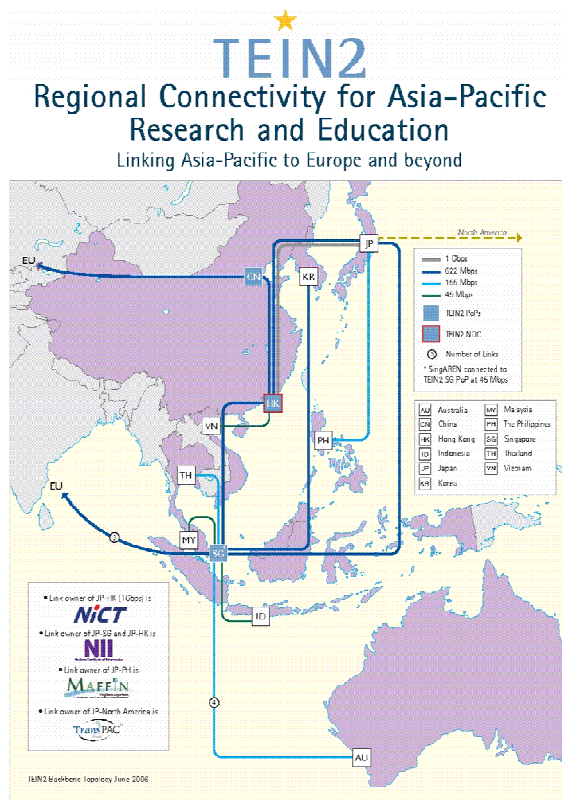 TEIN2
Regional Connectivity for Asia-Pacific
Research and Education
Linking Asia-Pacific to Europe and beyond
North America
EU
JP
CN
KR
1 Gbps
622 Mbps
155 Mbps
45 Mbps
TEIN2 PoPs
TEIN2 NOC
Number of Links
* SingAREN connected to
TEIN2 SG PoP at 45 Mbps
HK
VN
PH
AU Australia
CN China
HK Hong Kong
ID Indonesia
JP Japan
KR Korea
MY Malaysia
PH The Philippines
SG Singapore
TH Thailand
VN Vietnam
TH
EU
MY
SG
ID
• Link owner of JP-HK (1Gbps) is
NiCT
• Link owner of JP-SG and JP-HK is
NII
National Institute of Informatics
• Link owner of JP-PH is
MAFFIN
• Link owner of JP-North America is
TransPAC
4
AU
TEIN2 Backbone Topology June 2006